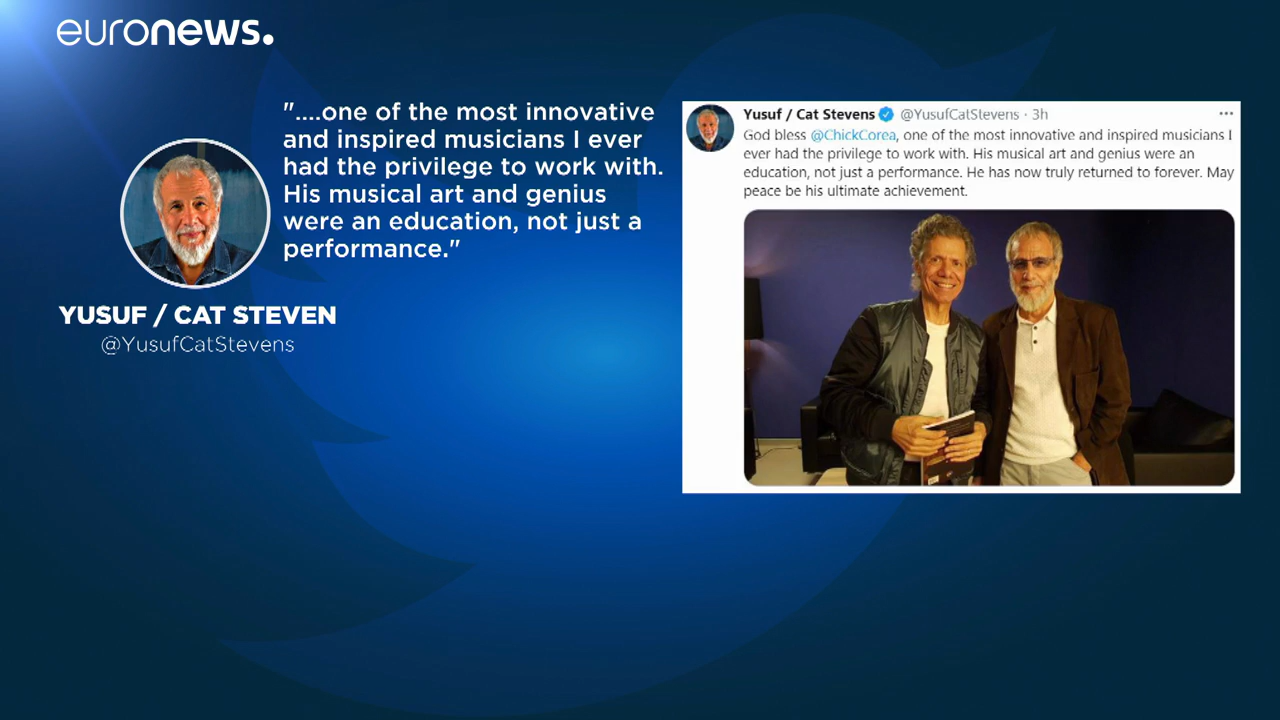 euronews.
"....one of the most innovative
and inspired musicians I ever
had the privilege to work with.
His musical art and genius
were an education, not just a
performance."
YUSUF / CAT STEVEN
@YusufCatStevens
Yusuf / Cat Stevens @YusufCatStevens · 3h
God bless @ChickCorea, one of the most innovative and inspired musicians I
ever had the privilege to work with. His musical art and genius were an
education, not just a performance. He has now truly returned to forever. May
peace be his ultimate achievement.